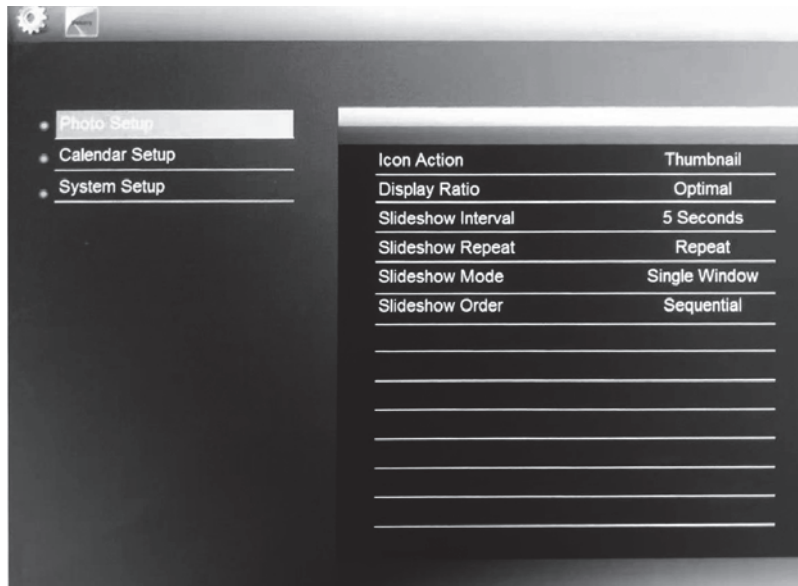 Photo Setup
Calendar Setup
System Setup
Icon Action Thumbnail
Display Ratio Optimal
Slideshow Interval 5 Seconds
Slideshow Repeat Repeat
Slideshow Mode Single Window
Slideshow Order Sequential